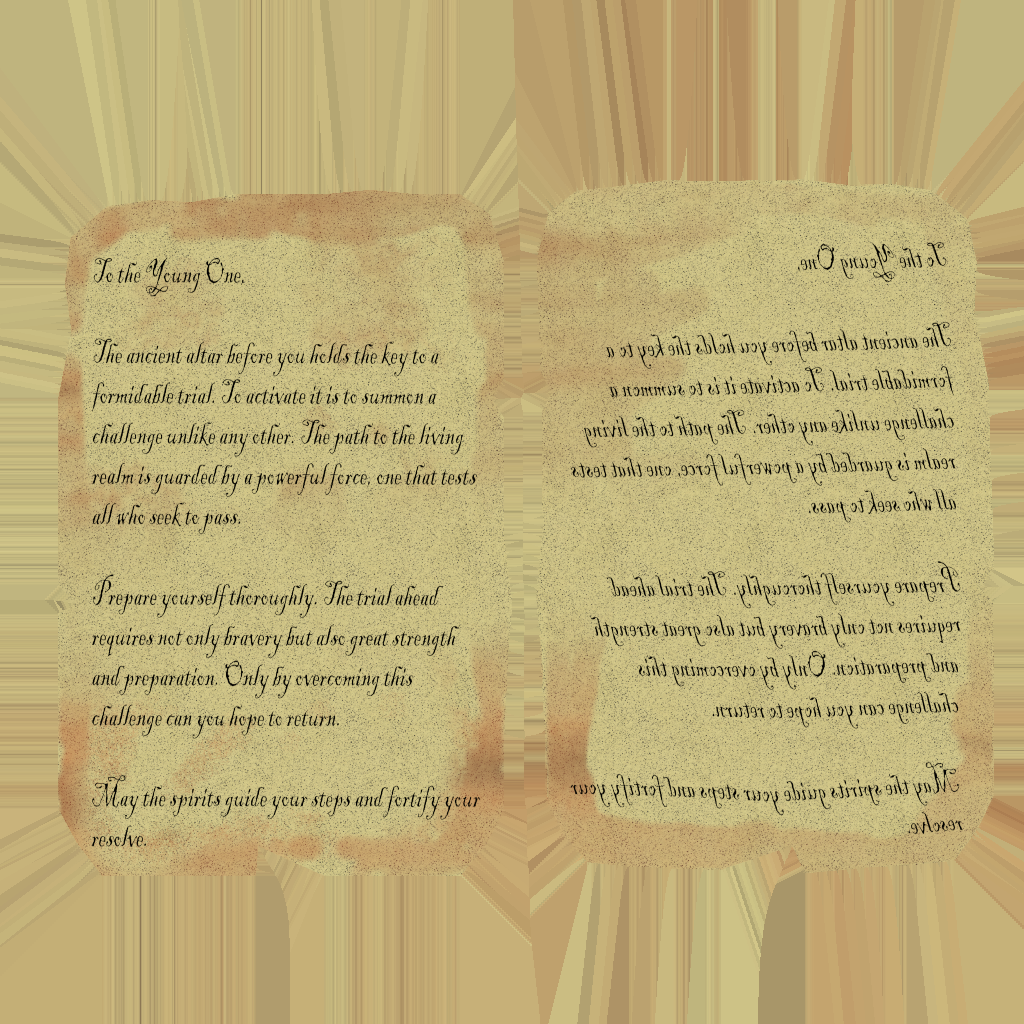 To the Young One,
The ancient altar before you holds the key to a
formidable trial. To activate it is to summon a
challenge unlike any other. The path to the living
realm is guarded by a powerful force, one that tests
all who seek to pass.
Prepare yourself thoroughly. The trial ahead
requires not only bravery but also great strength
and preparation. Only by overcoming this
challenge can you hope to return.
May the spirits guide your steps and fortify your
resolve.
To the Young One,
The ancient altar before you holds the key to a
formidable trial. To activate it is to summon a
challenge unlike any other. The path to the living
realm is guarded by a powerful force, one that tests
all who seek to pass.
Prepare yourself thoroughly. The trial ahead
requires not only bravery but also great strength
and preparation. Only by overcoming this
challenge can you hope to return.
May the spirits guide your steps and fortify your
resolve.